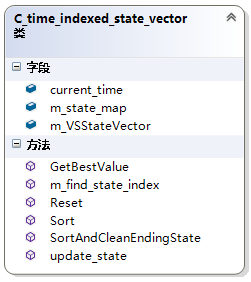 C_time_indexed_state_vector
类
字段
current_time
m_state_map
m_VSStateVector
方法
GetBestValue
m_find_state_index
Reset
Sort
SortAndCleanEndingState
update_state